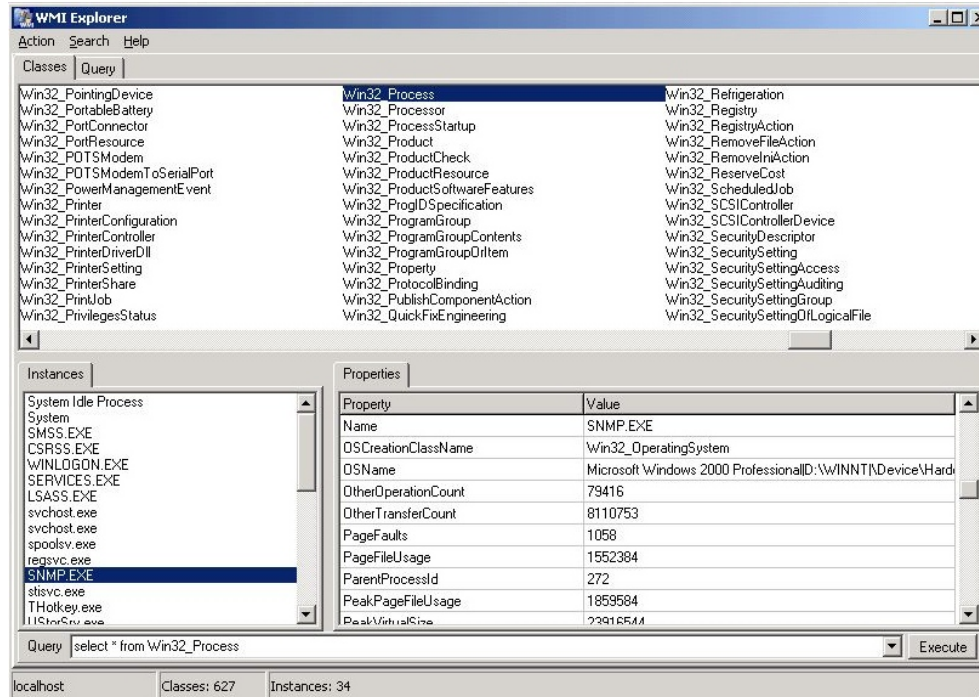 WMI Explorer
Action Search Help
Classes Query
Win32_PointingDevice
Win32_PortableBattery
Win32_PortConnector
Win32_PortResource
Win32_POTSModem
Win32_POTSModemToSerialPort
Win32_PowerManagementEvent
Win32_Printer
Win32_PrinterConfiguration
Win32_PrinterController
Win32_PrinterDriverDll
Win32_PrinterSetting
Win32_PrinterShare
Win32_PrintJob
Win32_PrivilegesStatus
Win32_Process
Win32_Processor
Win32_ProcessStartup
Win32_Product
Win32_ProductCheck
Win32_ProductResource
Win32_ProductSoftwareFeatures
Win32_ProgIDSpecification
Win32_ProgramGroup
Win32_ProgramGroupContents
Win32_ProgramGroupOrItem
Win32_Property
Win32_ProtocolBinding
Win32_PublishComponentAction
Win32_QuickFixEngineering
Win32_Refrigeration
Win32_Registry
Win32_RegistryAction
Win32_RemoveFileAction
Win32_RemoveIniAction
Win32_ReserveCost
Win32_ScheduledJob
Win32_SCSIController
Win32_SCSIControllerDevice
Win32_SecurityDescriptor
Win32_SecuritySetting
Win32_SecuritySettingAccess
Win32_SecuritySettingAuditing
Win32_SecuritySettingGroup
Win32_SecuritySettingOfLogicalFile
Instances
System Idle Process
System
SMSS.EXE
CSRSS.EXE
WINLOGON.EXE
SERVICES.EXE
LSASS.EXE
svchost.exe
svchost.exe
spoolsv.exe
regsvc.exe
SNMP.EXE
stisvc.exe
THotkey.exe
UStorSrv.exe
Properties
Property Value
Name SNMP.EXE
OSCreationClassName Win32_OperatingSystem
OSName Microsoft Windows 2000 Professional|D:\WINNT|\Device\Hardd
OtherOperationCount 79416
OtherTransferCount 8110753
PageFaults 1058
PageFileUsage 1552384
ParentProcessId 272
PeakPageFileUsage 1859584
PeakVirtualSize 23916544
Query select * from Win32_Process Execute
localhost Classes: 627 Instances: 34